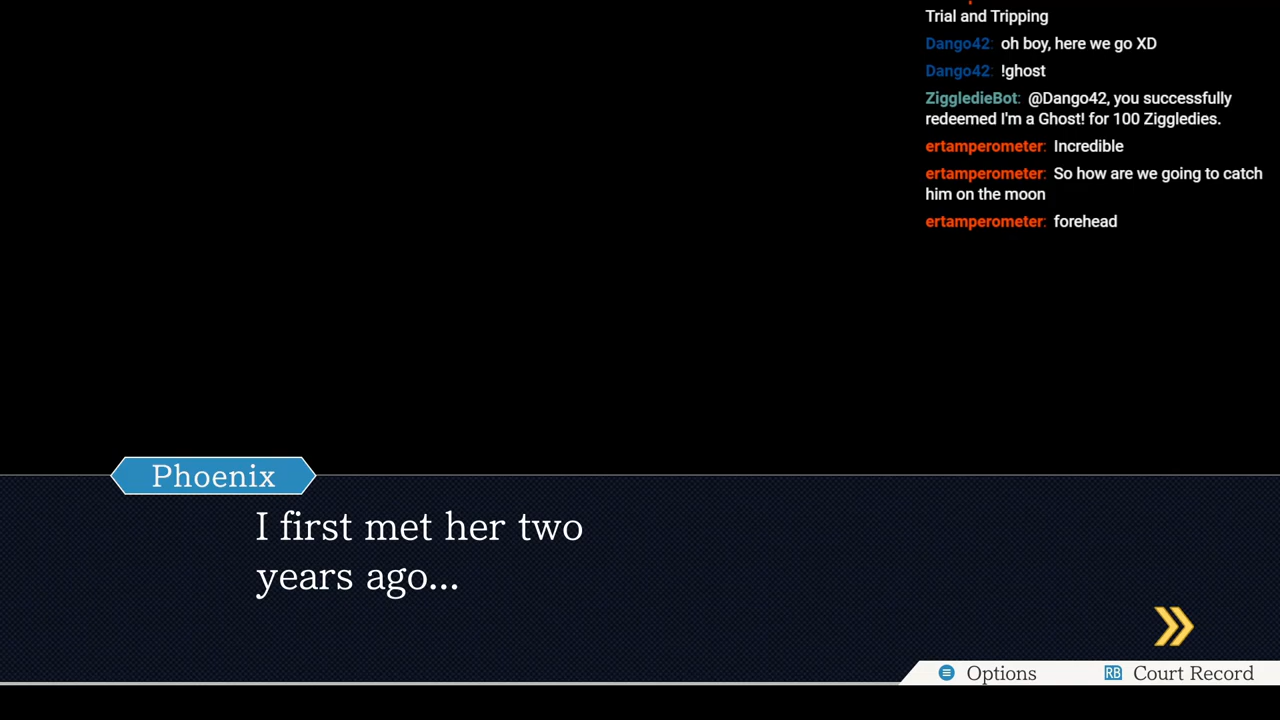 Trial and Tripping
Dango42: oh boy, here we go XD
Dango42: !ghost
ZiggledieBot: @Dango42, you successfully
redeemed I'm a Ghost! for 100 Ziggledies.
ertamperometer: Incredible
ertamperometer: So how are we going to catch
him on the moon
ertamperometer: forehead
Phoenix
I first met her two
years ago...
Options
RB Court Record